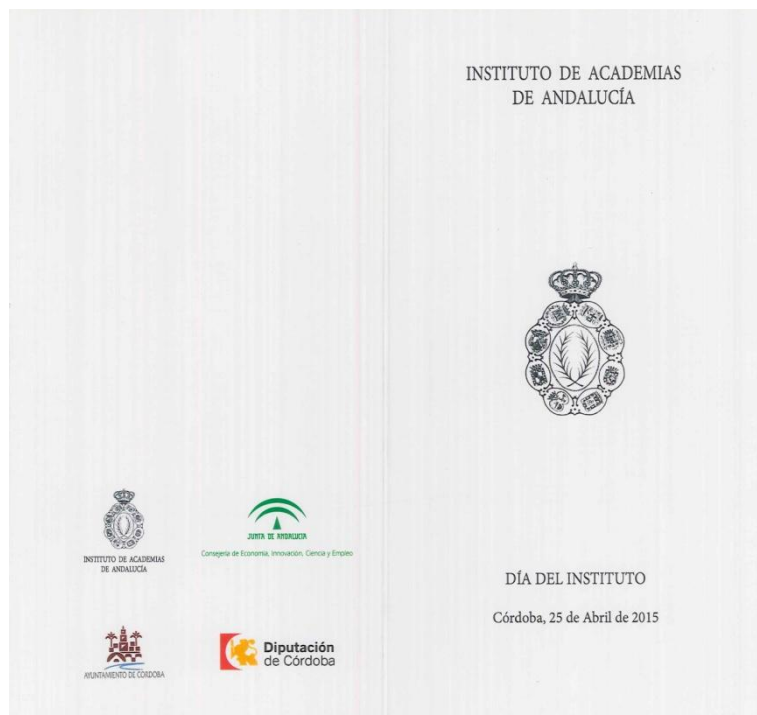 INSTITUTO DE ACADEMIAS
DE ANDALUCÍA
DÍA DEL INSTITUTO
Córdoba, 25 de Abril de 2015
INSTITUTO DE ACADEMIAS
DE ANDALUCÍA
JUNTA DE ANDALUCIA
Consejería de Economía, Innovación, Ciencia y Empleo
AYUNTAMIENTO DE CÓRDOBA
Diputación
de Córdoba